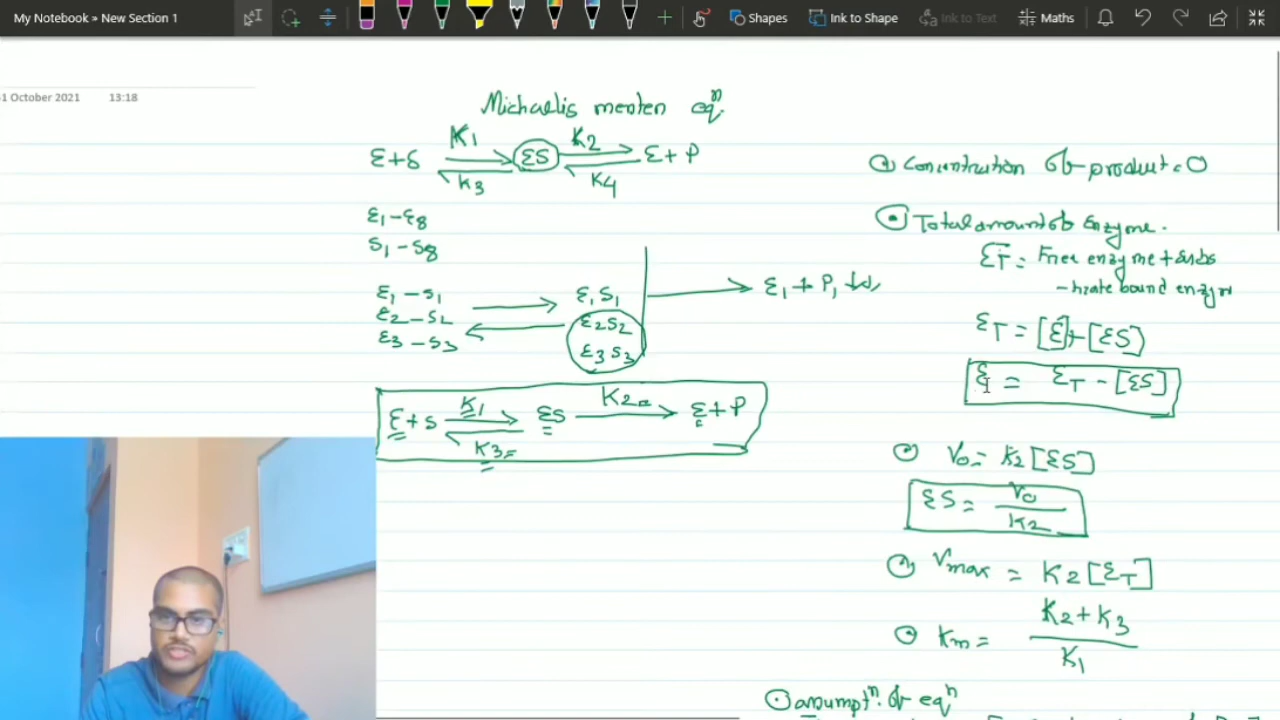 My Notebook » New Section 1
Shapes
Ink to Shape
Ink to Text
Maths
1 October 2021 13:18
Michaelis menten eqⁿ
E+S K1 ES K2 E+P
K3 K4
E1-E8
S1-S8
E1-S1 E1S1 E1+P1
E2-S2 E2S2
E3-S3 E3S3
E+S K1 ES K2 E+P
K3
Concentration of product=0
Total amount of Enzyme.
ET= Free enzyme+subs
-trate bound enzym
ET=[E]+[ES]
E = ET-[ES]
V0=K2[ES]
ES= V0
K2
Vmax = K2[ET]
Km= K2+K3
K1
assumptⁿ of eqⁿ